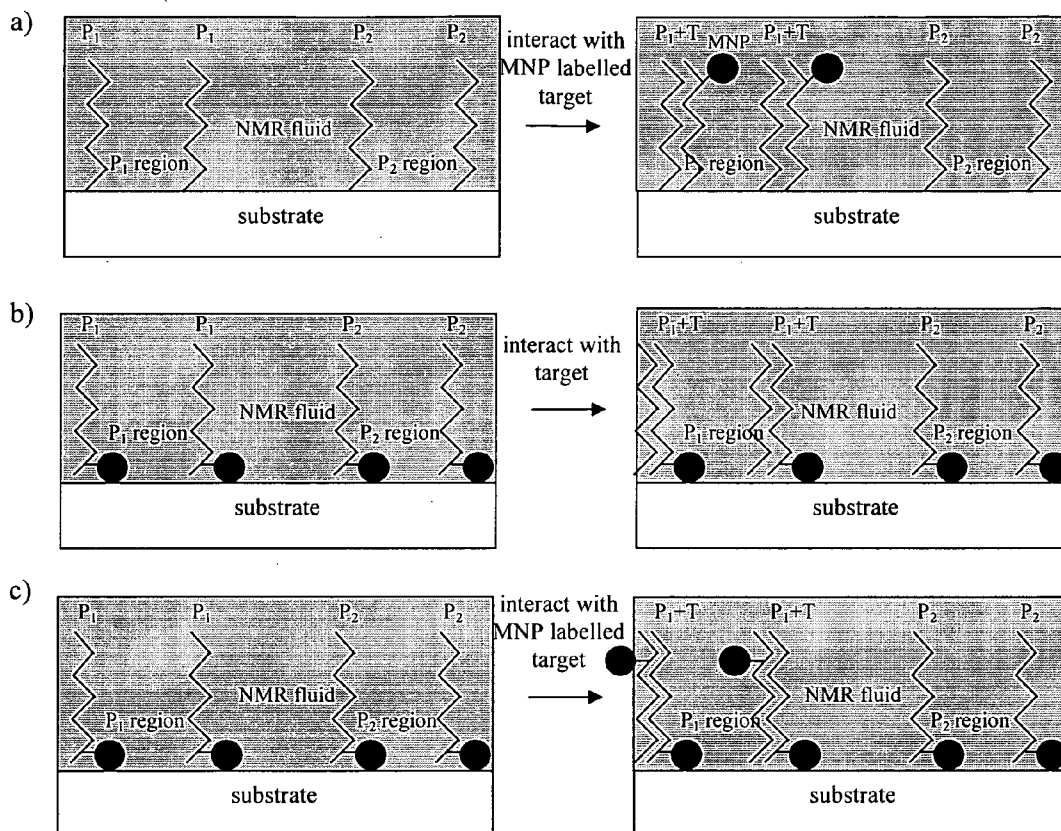 a)
P₁ P₁ P₂ P₂
NMR fluid
P₁ region P₂ region
substrate
interact with
MNP labelled
target
P₁+T MNP P₁+T P₂ P₂
NMR fluid
P₁ region P₂ region
substrate
b)
P₁ P₁ P₂ P₂
NMR fluid
P₁ region P₂ region
substrate
interact with
target
P₁+T P₁+T P₂ P₂
NMR fluid
P₁ region P₂ region
substrate
c)
P₁ P₁ P₂ P₂
NMR fluid
P₁ region P₂ region
substrate
interact with
MNP labelled
target
P₁+T P₁+T P₂ P₂
NMR fluid
P₁ region P₂ region
substrate